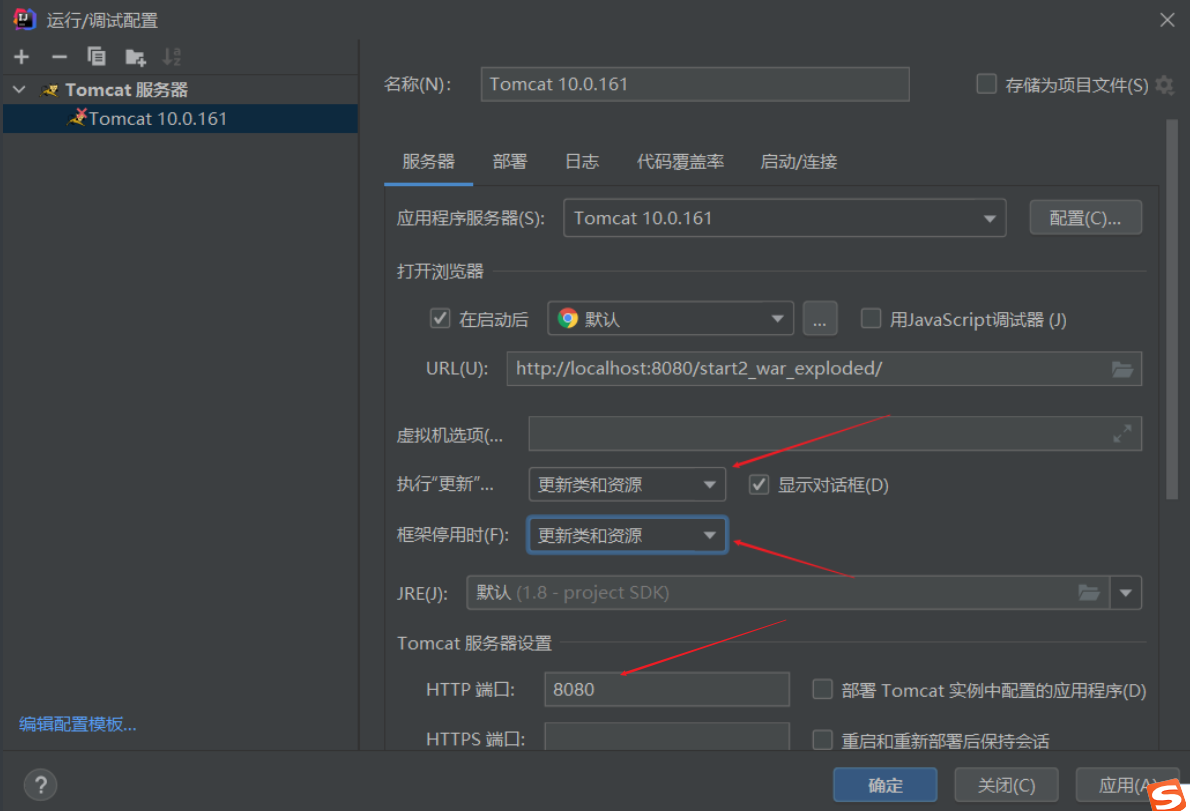 运行/调试配置
Tomcat 服务器
Tomcat 10.0.161
编辑配置模板...
名称(N):
Tomcat 10.0.161
存储为项目文件(S)
服务器 部署 日志 代码覆盖率 启动/连接
应用程序服务器(S): Tomcat 10.0.161 配置(C)...
打开浏览器
在启动后 默认 ... 用JavaScript调试器 (J)
URL(U): http://localhost:8080/start2_war_exploded/
虚拟机选项(...
执行“更新”... 更新类和资源 显示对话框(D)
框架停用时(F): 更新类和资源
JRE(J): 默认 (1.8 - project SDK)
Tomcat 服务器设置
HTTP 端口: 8080 部署 Tomcat 实例中配置的应用程序(D)
HTTPS 端口: 重启和重新部署后保持会话
? 确定 关闭(C) 应用(A)